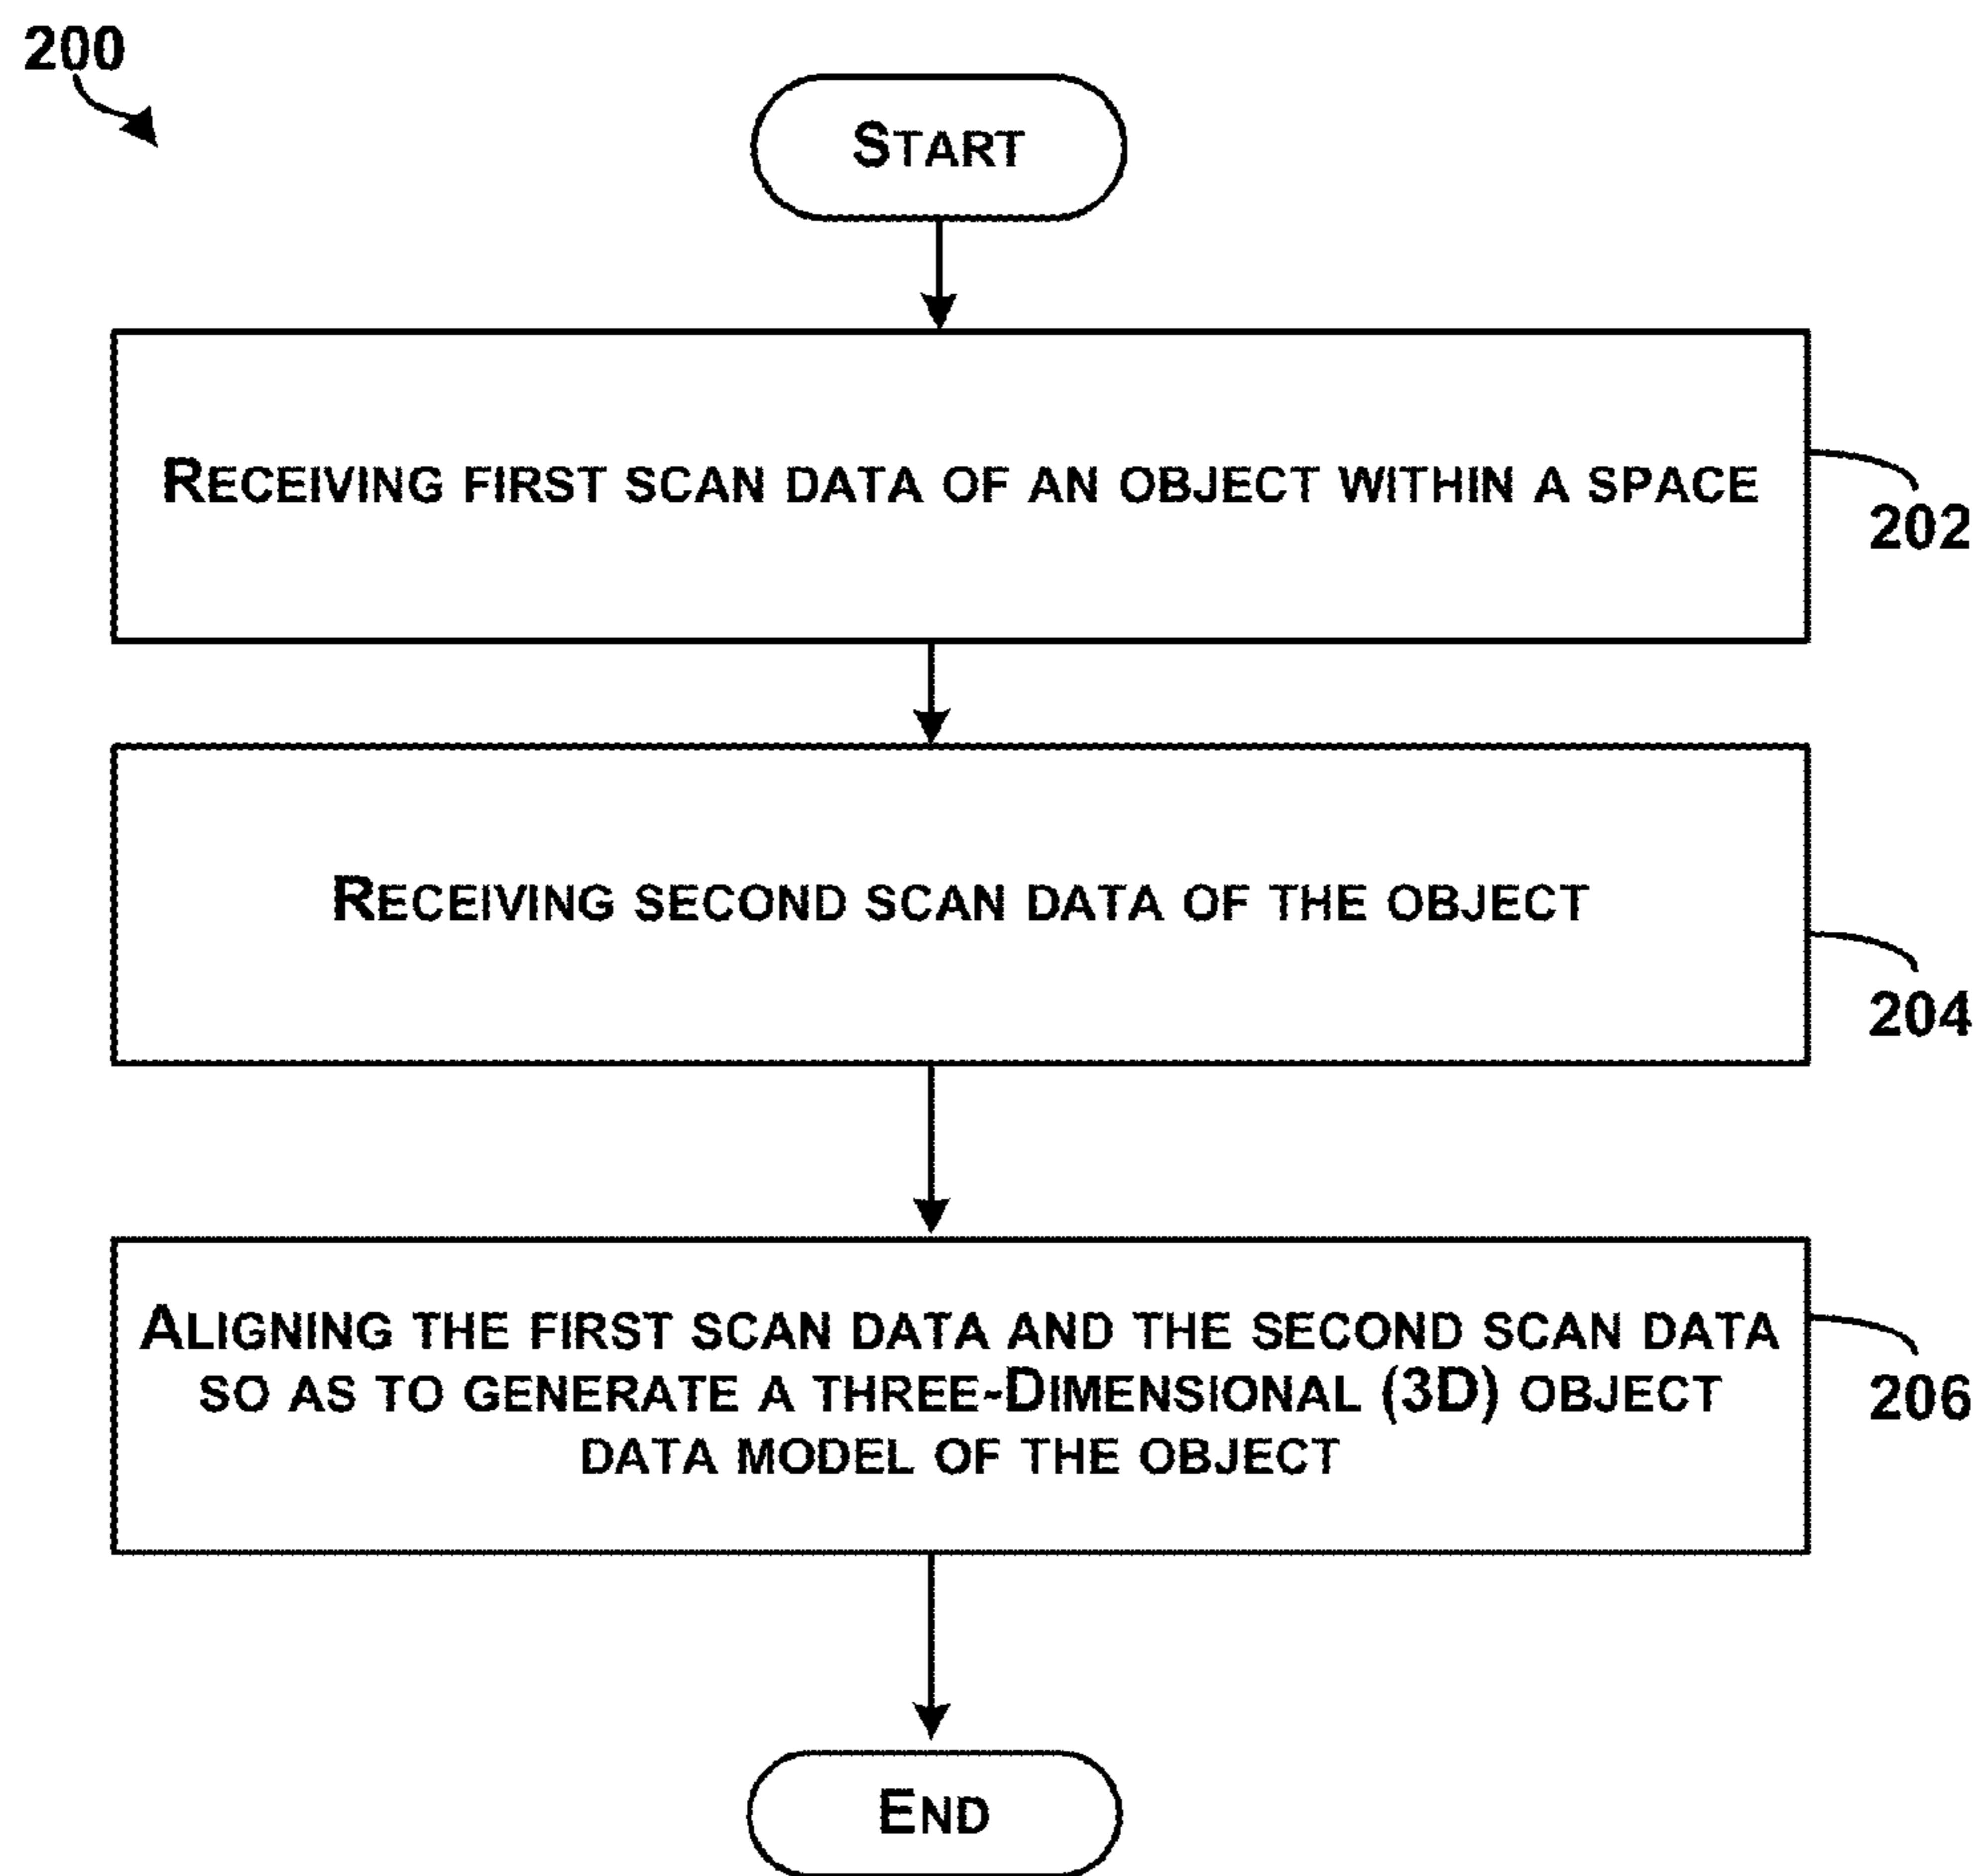 200
START
RECEIVING FIRST SCAN DATA OF AN OBJECT WITHIN A SPACE
202
RECEIVING SECOND SCAN DATA OF THE OBJECT
204
ALIGNING THE FIRST SCAN DATA AND THE SECOND SCAN DATA
SO AS TO GENERATE A THREE-DIMENSIONAL (3D) OBJECT
DATA MODEL OF THE OBJECT
206
END